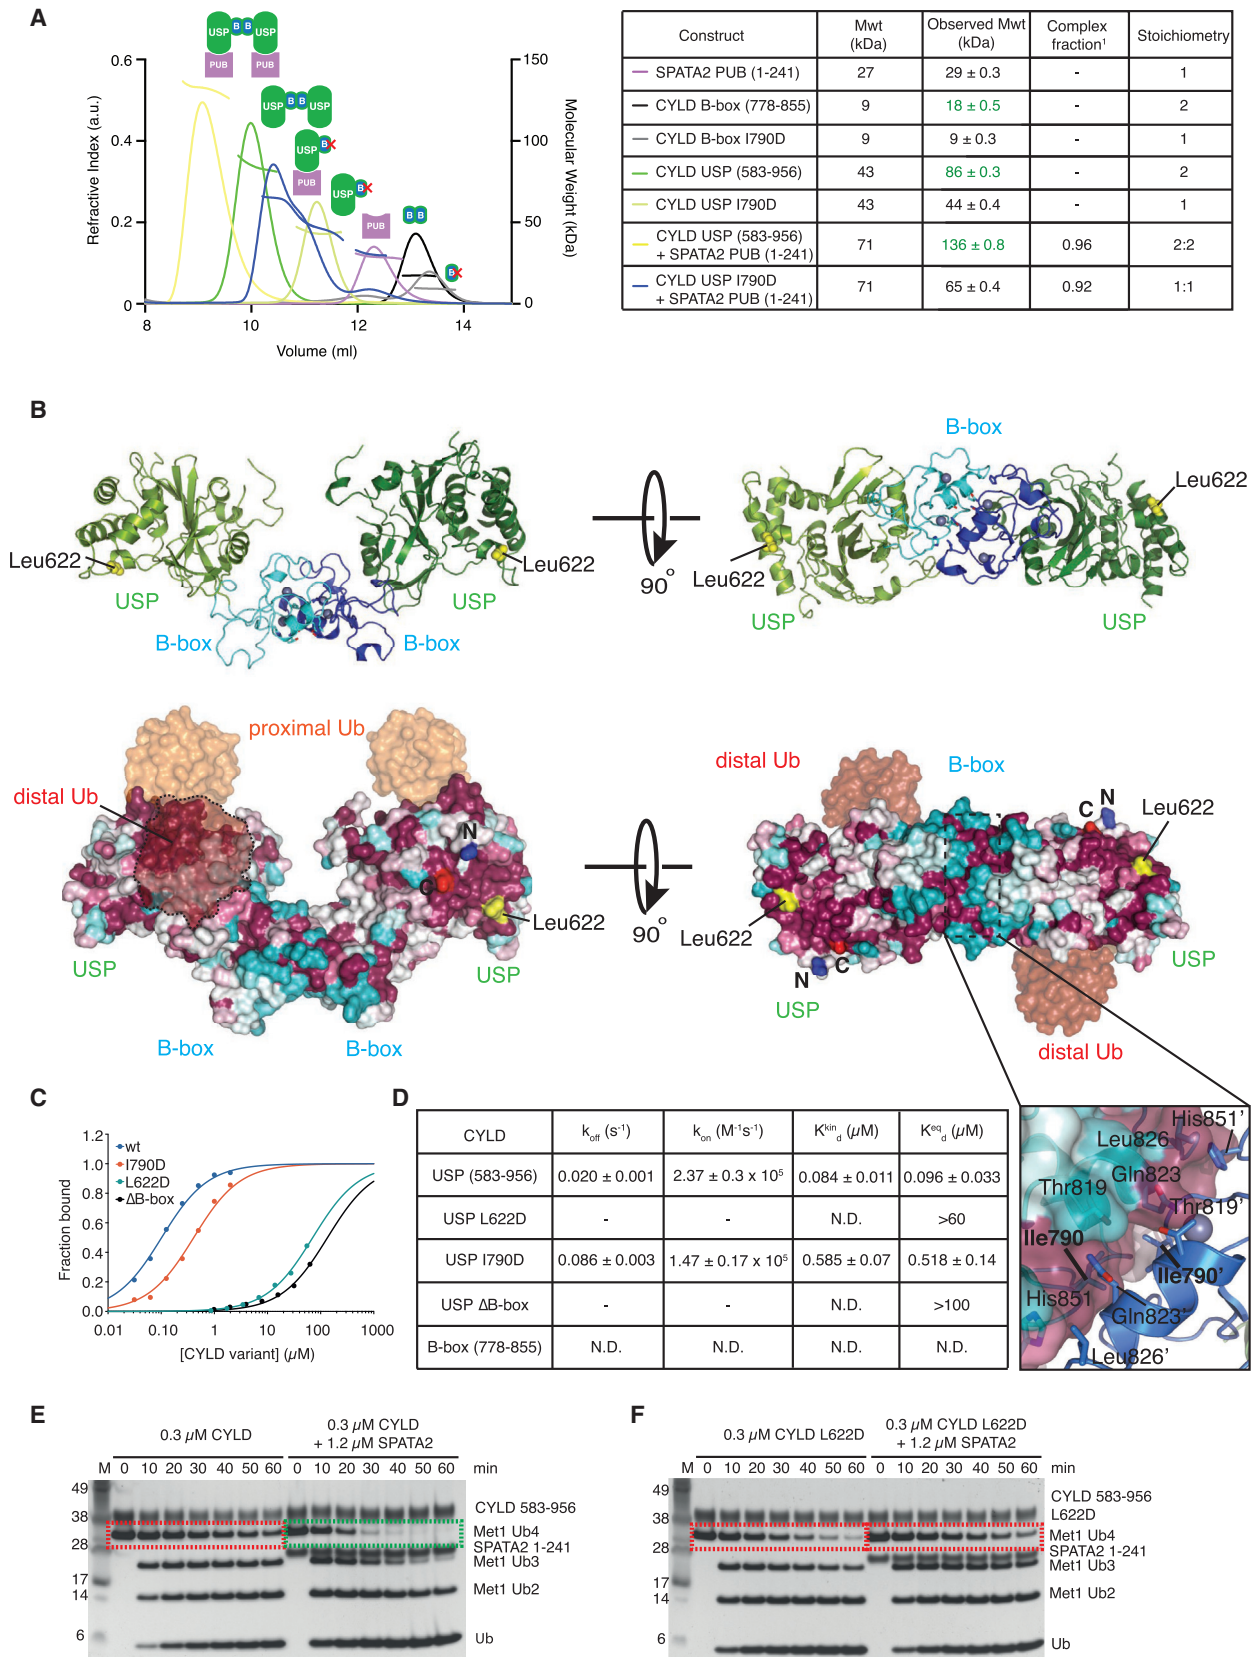 A
USP B B USP
PUB PUB
USP B B USP
USP B
PUB
USP B
PUB
B B
B
0.6
0.4
0.2
0
Refractive Index (a.u.)
150
100
50
0
Molecular Weight (kDa)
8 10 12 14
Volume (ml)
Construct Mwt (kDa) Observed Mwt (kDa) Complex fraction¹ Stoichiometry
SPATA2 PUB (1-241) 27 29 ± 0.3 - 1
CYLD B-box (778-855) 9 18 ± 0.5 - 2
CYLD B-box I790D 9 9 ± 0.3 - 1
CYLD USP (583-956) 43 86 ± 0.3 - 2
CYLD USP I790D 43 44 ± 0.4 - 1
CYLD USP (583-956) + SPATA2 PUB (1-241) 71 136 ± 0.8 0.96 2:2
CYLD USP I790D + SPATA2 PUB (1-241) 71 65 ± 0.4 0.92 1:1
B
Leu622
USP
B-box
B-box
USP
Leu622
90°
B-box
Leu622
Leu622
USP
USP
proximal Ub
distal Ub
N
C
Leu622
USP
USP
B-box
B-box
90°
distal Ub
B-box
N
C
Leu622
Leu622
N
C
USP
USP
distal Ub
His851'
Leu826
Gln823
Thr819
Thr819'
Ile790
Ile790'
His851
Gln823'
Leu826'
C
1.2
1.0
0.8
0.6
0.4
0.2
0.0
Fraction bound
wt
I790D
L622D
ΔB-box
0.01 0.10 1 10 100 1000
[CYLD variant] (µM)
D
CYLD k_off (s⁻¹) k_on (M⁻¹s⁻¹) K^kin_d (µM) K^eq_d (µM)
USP (583-956) 0.020 ± 0.001 2.37 ± 0.3 x 10⁵ 0.084 ± 0.011 0.096 ± 0.033
USP L622D - - N.D. >60
USP I790D 0.086 ± 0.003 1.47 ± 0.17 x 10⁵ 0.585 ± 0.07 0.518 ± 0.14
USP ΔB-box - - N.D. >100
B-box (778-855) N.D. N.D. N.D. N.D.
E
0.3 µM CYLD
0.3 µM CYLD
+ 1.2 µM SPATA2
M 0 10 20 30 40 50 60 0 10 20 30 40 50 60 min
49
38
28
17
14
6
CYLD 583-956
Met1 Ub4
SPATA2 1-241
Met1 Ub3
Met1 Ub2
Ub
F
0.3 µM CYLD L622D
0.3 µM CYLD L622D
+ 1.2 µM SPATA2
M 0 10 20 30 40 50 60 0 10 20 30 40 50 60 min
49
38
28
17
14
6
CYLD 583-956
L622D
Met1 Ub4
SPATA2 1-241
Met1 Ub3
Met1 Ub2
Ub